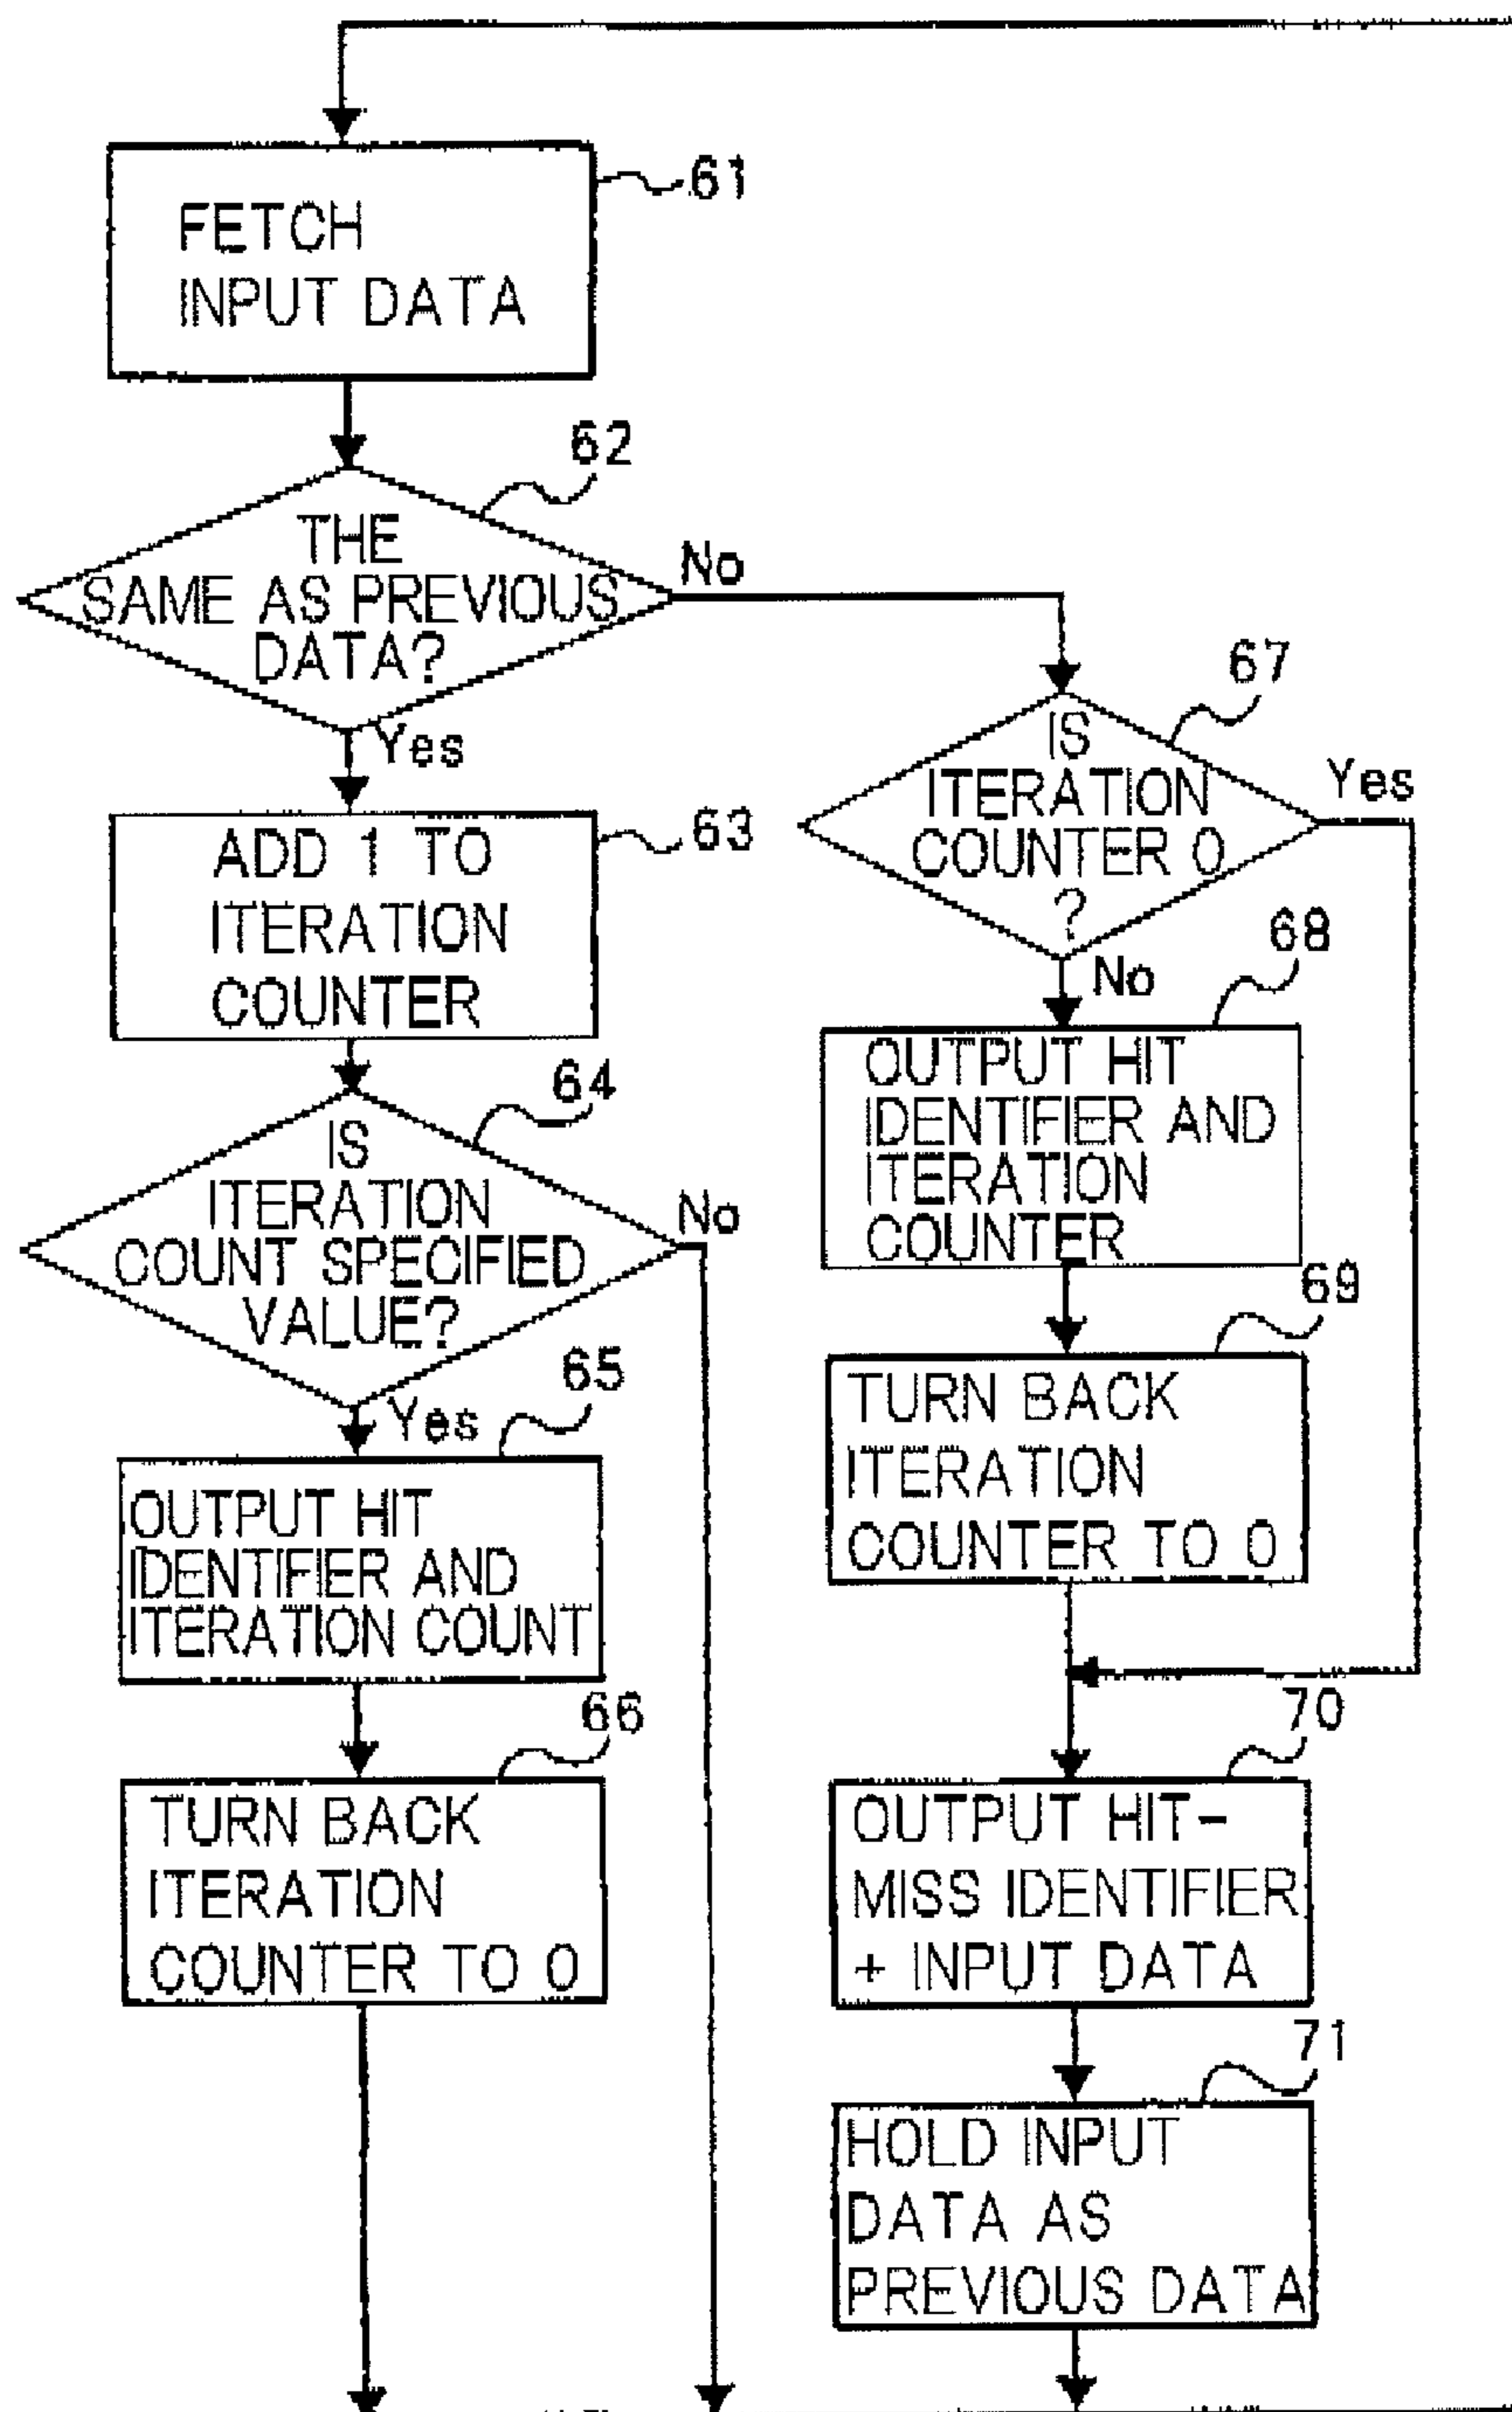 61
FETCH
INPUT DATA
62
THE
SAME AS PREVIOUS
DATA?
No
Yes
63
ADD 1 TO
ITERATION
COUNTER
64
IS
ITERATION
COUNT SPECIFIED
VALUE?
No
Yes
65
OUTPUT HIT
IDENTIFIER AND
ITERATION COUNT
66
TURN BACK
ITERATION
COUNTER TO 0
67
IS
ITERATION
COUNTER 0
?
Yes
No
68
OUTPUT HIT
IDENTIFIER AND
ITERATION
COUNTER
69
TURN BACK
ITERATION
COUNTER TO 0
70
OUTPUT HIT-
MISS IDENTIFIER
+ INPUT DATA
71
HOLD INPUT
DATA AS
PREVIOUS DATA